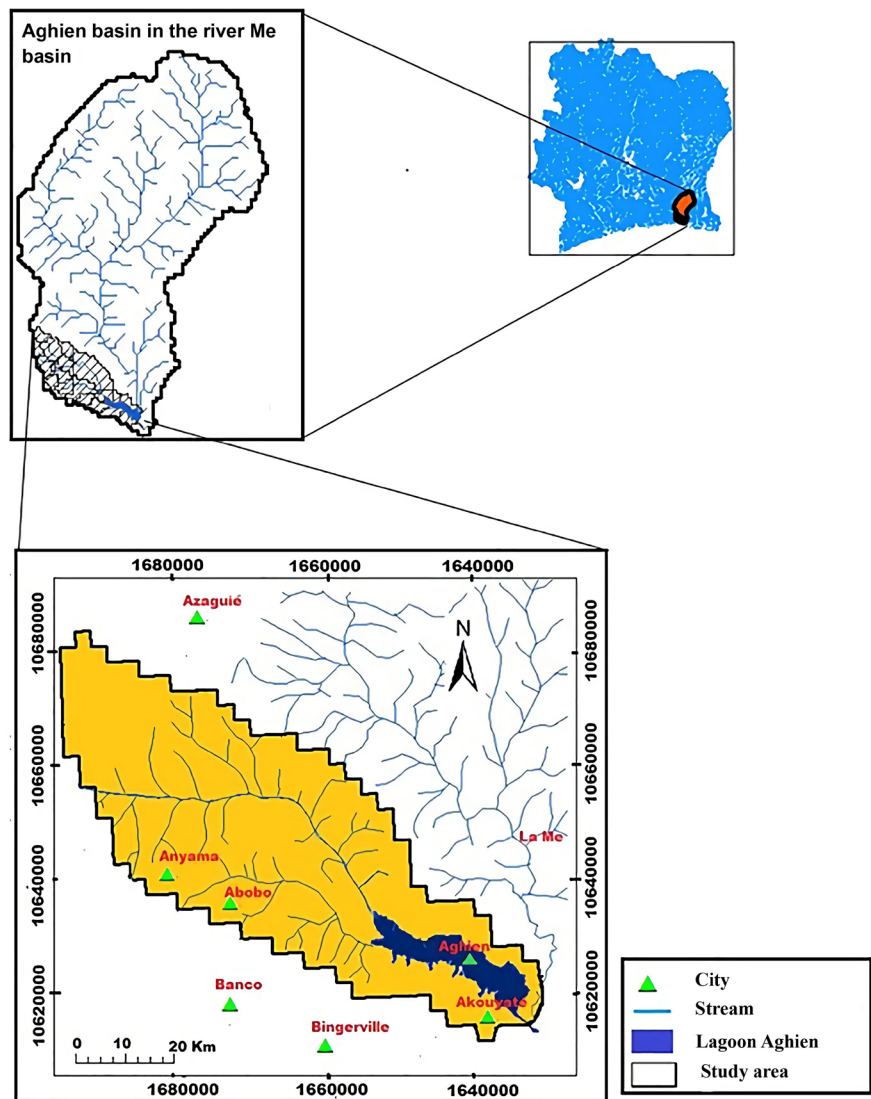 Aghien basin in the river Me
basin
1680000 1660000 1640000
Azaguié
N
10680000 10680000
10660000 10660000
La Me
Anyama
10640000 10640000
Abobo
Aghien
10620000 10620000
Banco
Akouyate
Bingerville
0 10 20 Km
1680000 1660000 1640000
City
Stream
Lagoon Aghien
Study area